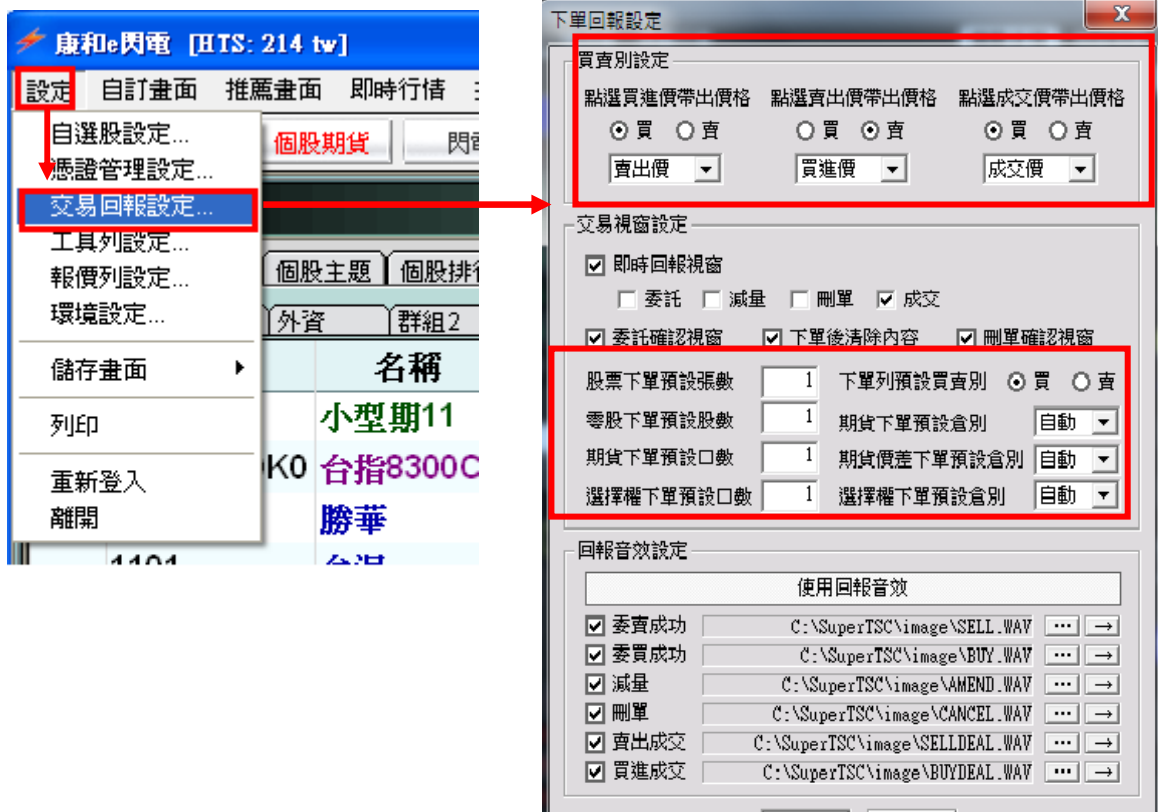 康和e閃電 [HTS: 214 tw]
設定 自訂畫面 推薦畫面 即時行情
自選股設定...
憑證管理設定...
交易回報設定...
工具列設定...
報價列設定...
環境設定...
儲存畫面
列印
重新登入
離開
個股期貨
個股主題
外資 群組2
名稱
小型期11
K0 台指8300C
勝華
下單回報設定
買賣別設定
點選買進價帶出價格 點選賣出價帶出價格 點選成交價帶出價格
買 賣 買 賣 買 賣
賣出價 買進價 成交價
交易視窗設定
即時回報視窗
委託 減量 刪單 成交
委託確認視窗 下單後清除內容 刪單確認視窗
股票下單預設張數 1 下單列預設買賣別 買 賣
零股下單預設股數 1 期貨下單預設倉別 自動
期貨下單預設口數 1 期貨價差下單預設倉別 自動
選擇權下單預設口數 1 選擇權下單預設倉別 自動
回報音效設定
使用回報音效
委賣成功 C:\SuperTSC\image\SELL.WAV ... →
委買成功 C:\SuperTSC\image\BUY.WAV ... →
減量 C:\SuperTSC\image\AMEND.WAV ... →
刪單 C:\SuperTSC\image\CANCEL.WAV ... →
賣出成交 C:\SuperTSC\image\SELLDEAL.WAV ... →
買進成交 C:\SuperTSC\image\BUYDEAL.WAV ... →